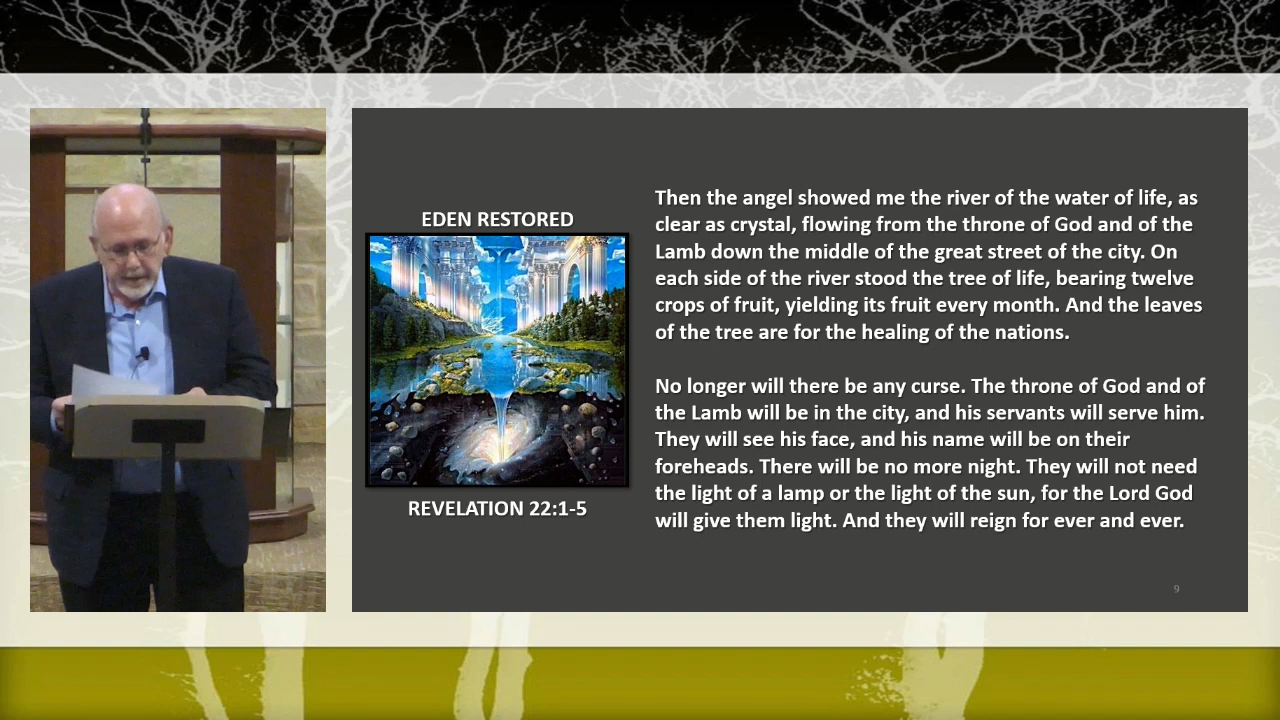 EDEN RESTORED
REVELATION 22:1-5
Then the angel showed me the river of the water of life, as
clear as crystal, flowing from the throne of God and of the
Lamb down the middle of the great street of the city. On
each side of the river stood the tree of life, bearing twelve
crops of fruit, yielding its fruit every month. And the leaves
of the tree are for the healing of the nations.
No longer will there be any curse. The throne of God and of
the Lamb will be in the city, and his servants will serve him.
They will see his face, and his name will be on their
foreheads. There will be no more night. They will not need
the light of a lamp or the light of the sun, for the Lord God
will give them light. And they will reign for ever and ever.
9